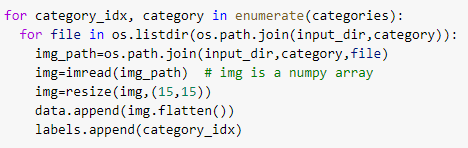 for category_idx, category in enumerate(categories):
  for file in os.listdir(os.path.join(input_dir,category)):
    img_path=os.path.join(input_dir,category,file)
    img=imread(img_path)  # img is a numpy array
    img=resize(img,(15,15))
    data.append(img.flatten())
    labels.append(category_idx)